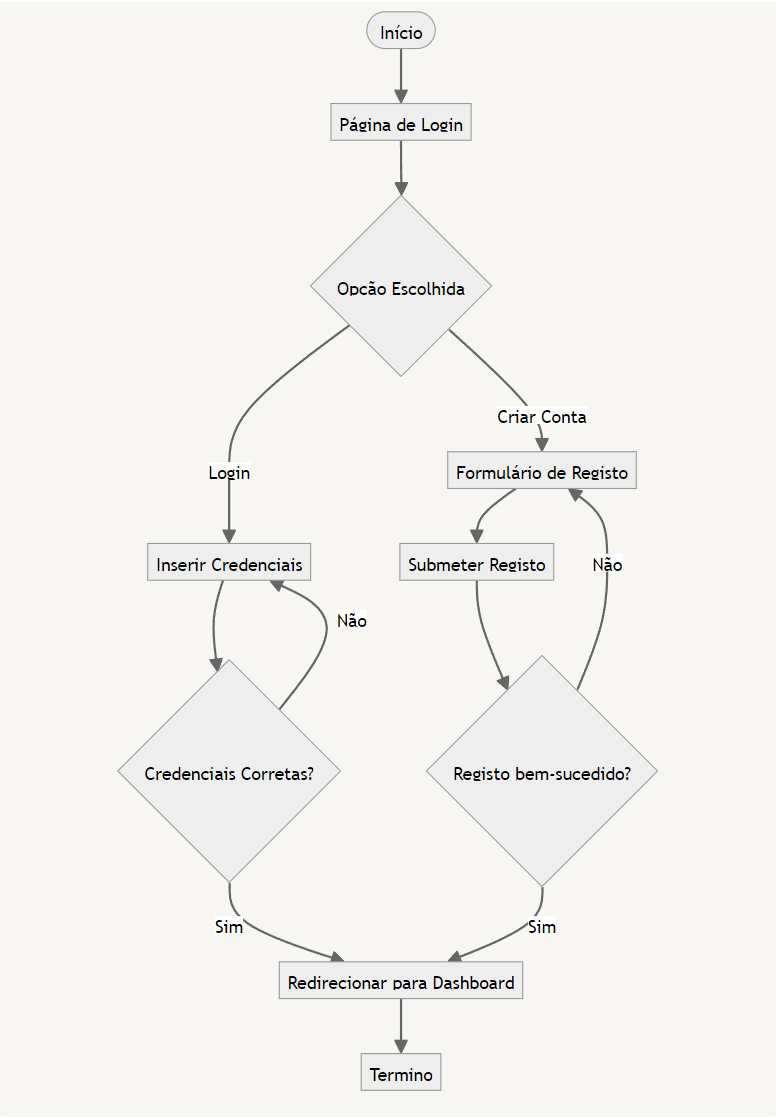 Início
Página de Login
Opção Escolhida
Criar Conta
Login
Formulário de Registo
Inserir Credenciais
Submeter Registo
Não
Não
Credenciais Corretas?
Registo bem-sucedido?
Sim
Sim
Redirecionar para Dashboard
Termino